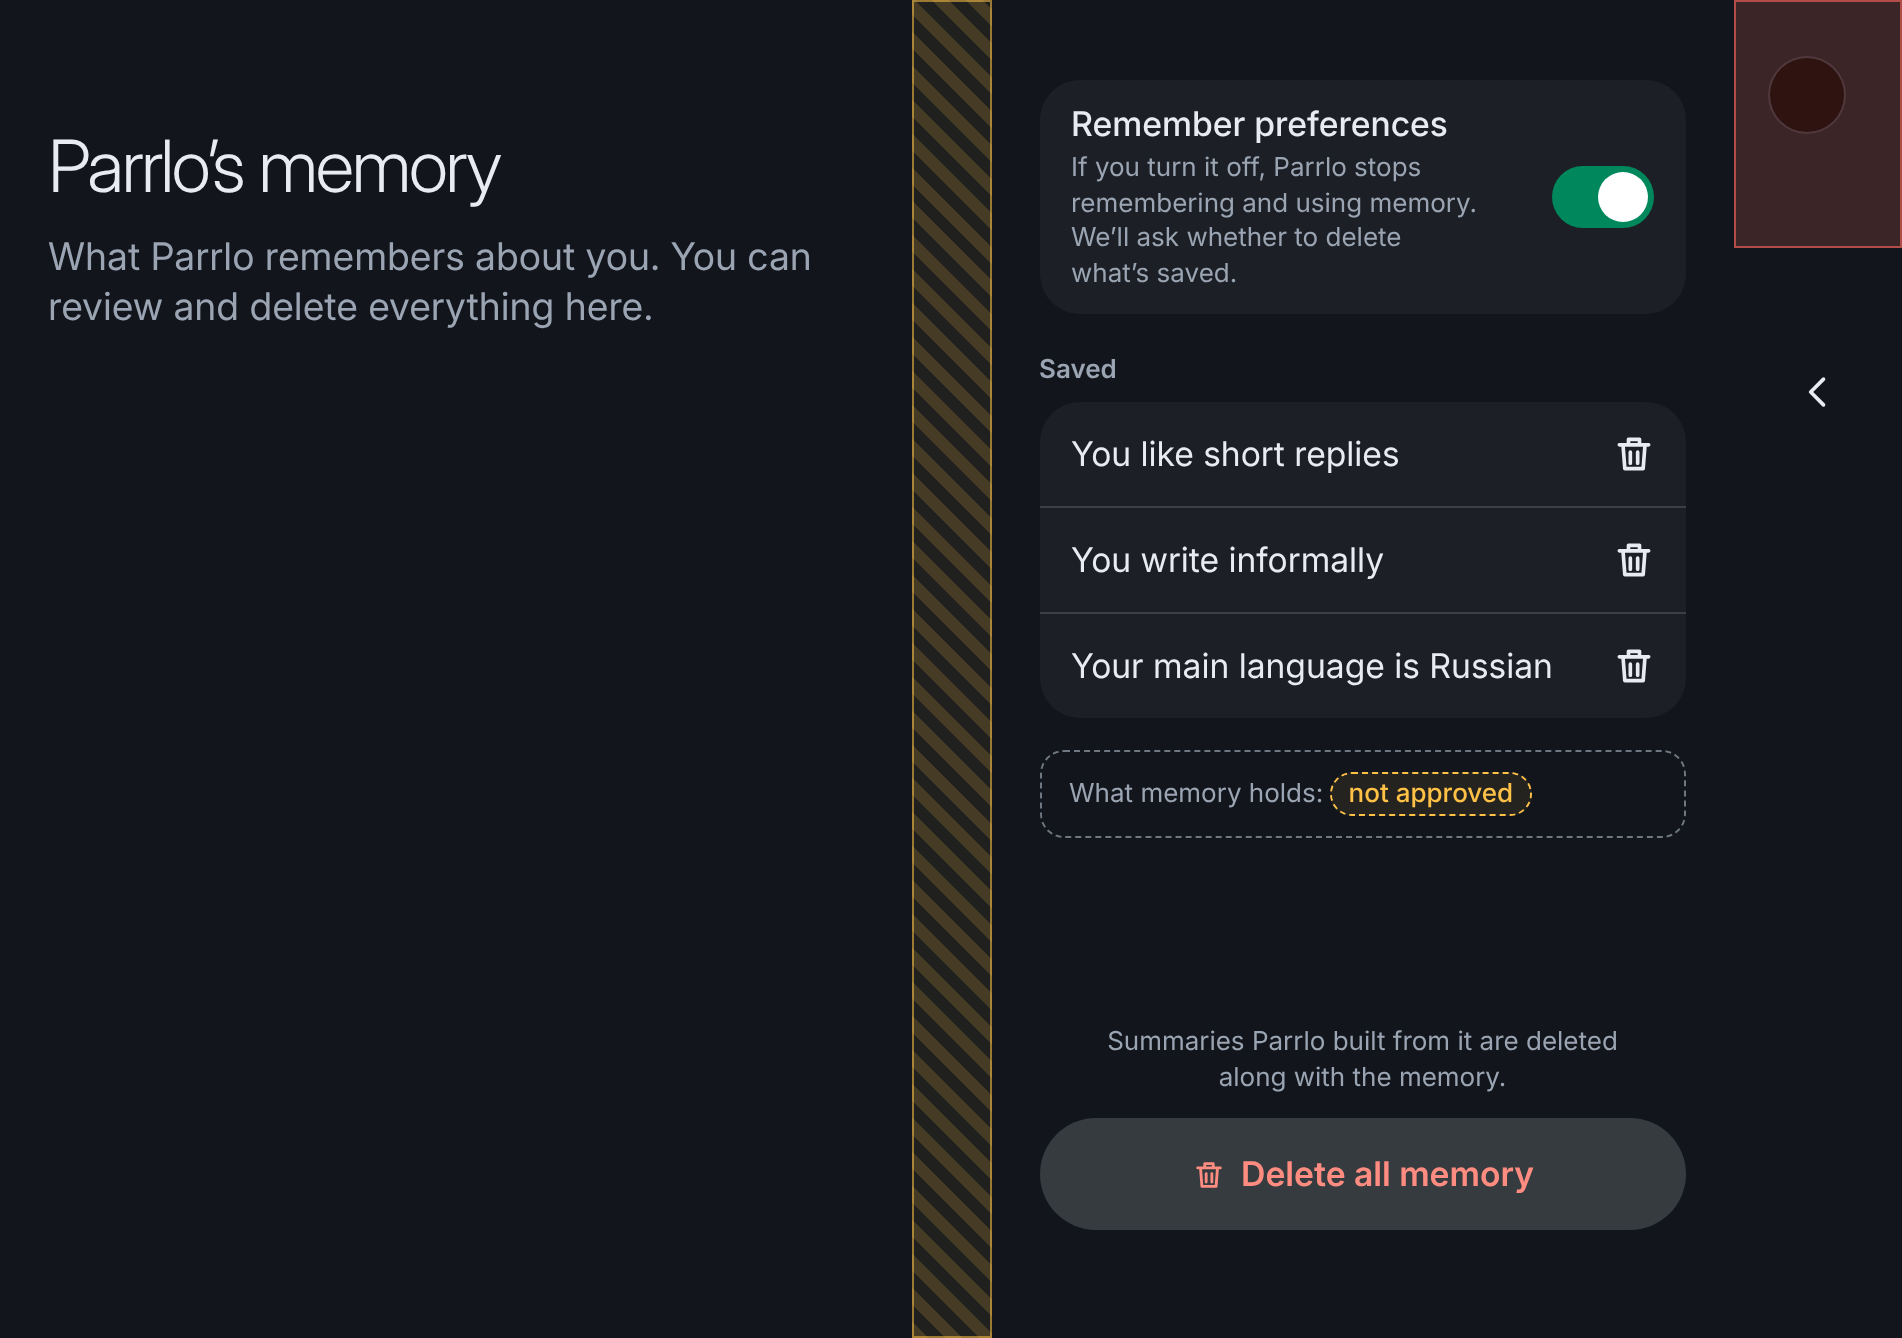 Parrlo’s memory
What Parrlo remembers about you. You can
review and delete everything here.
Remember preferences
If you turn it off, Parrlo stops
remembering and using memory.
We’ll ask whether to delete
what’s saved.
Saved
You like short replies
You write informally
Your main language is Russian
What memory holds: not approved
Summaries Parrlo built from it are deleted
along with the memory.
Delete all memory